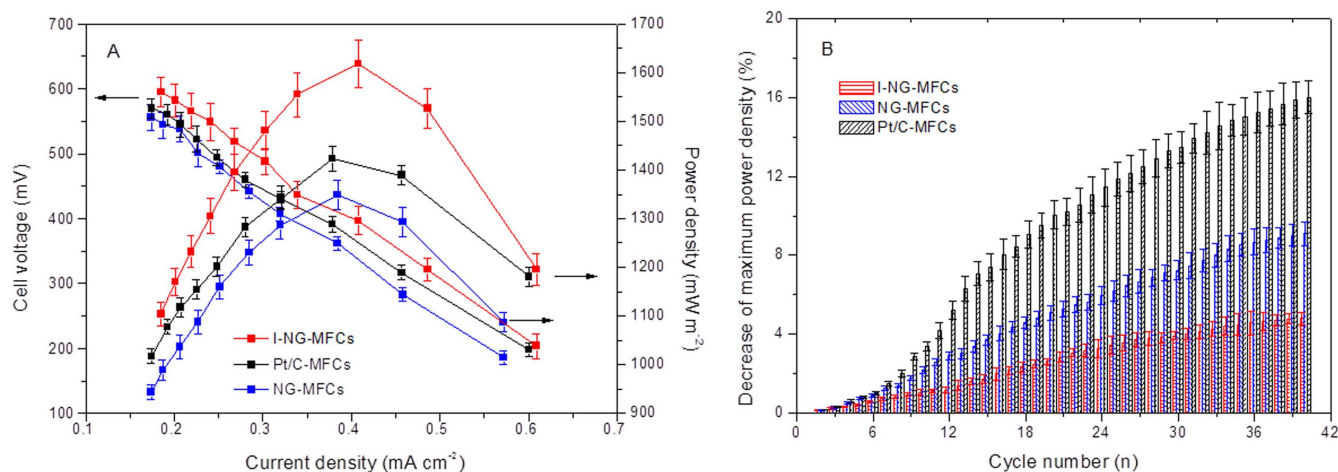 A
700
600
500
400
300
200
100
Cell voltage (mV)
0.1
0.2
0.3
0.4
0.5
0.6
0.7
Current density (mA cm⁻²)
1700
1600
1500
1400
1300
1200
1100
1000
900
Power density (mW m⁻²)
I-NG-MFCs
Pt/C-MFCs
NG-MFCs
B
20
16
12
8
4
0
Decrease of maximum power density (%)
I-NG-MFCs
NG-MFCs
Pt/C-MFCs
0
6
12
18
24
30
36
42
Cycle number (n)